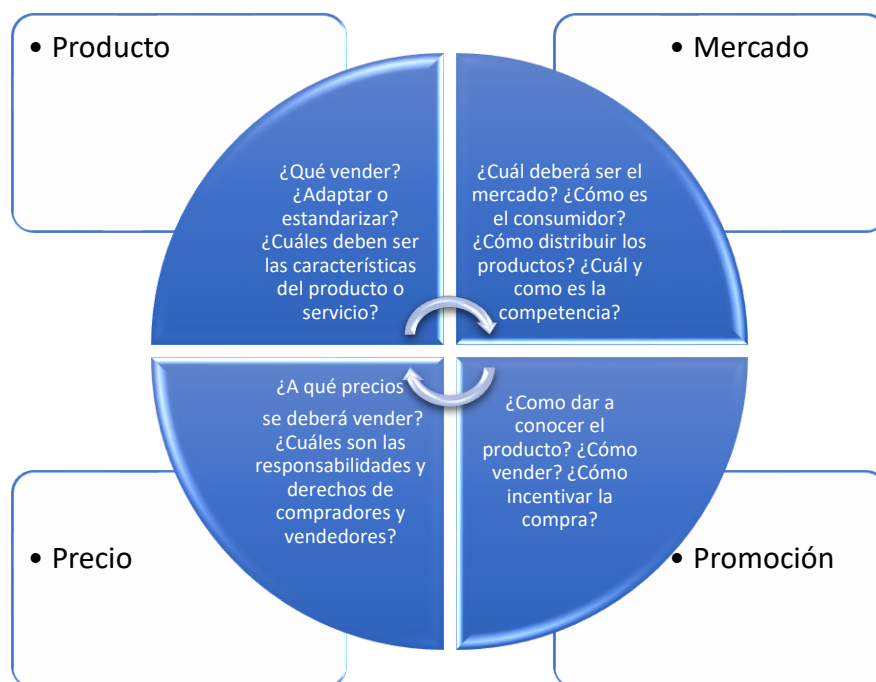 • Producto
• Mercado
¿Qué vender?
¿Adaptar o
estandarizar?
¿Cuáles deben ser
las características
del producto o
servicio?
¿Cuál deberá ser el
mercado? ¿Cómo es
el consumidor?
¿Cómo distribuir los
productos? ¿Cuál y
como es la
competencia?
¿A qué precios
se deberá vender?
¿Cuáles son las
responsabilidades y
derechos de
compradores y
vendedores?
¿Como dar a
conocer el
producto? ¿Cómo
vender? ¿Cómo
incentivar la
compra?
• Precio
• Promoción